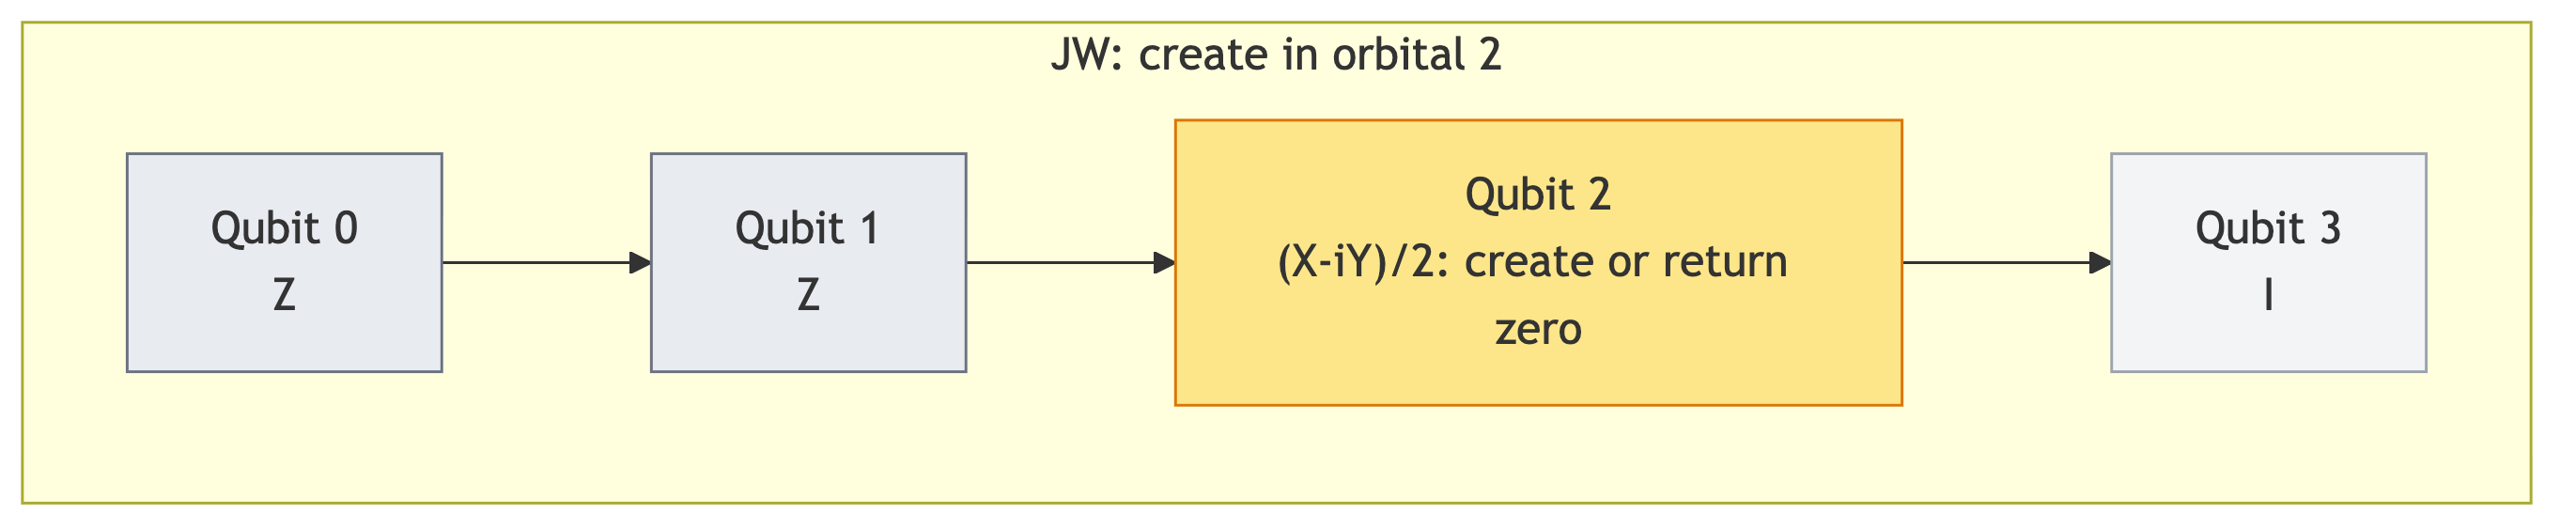 JW: create in orbital 2
Qubit 0
Z
Qubit 1
Z
Qubit 2
(X-iY)/2: create or return
zero
Qubit 3
I